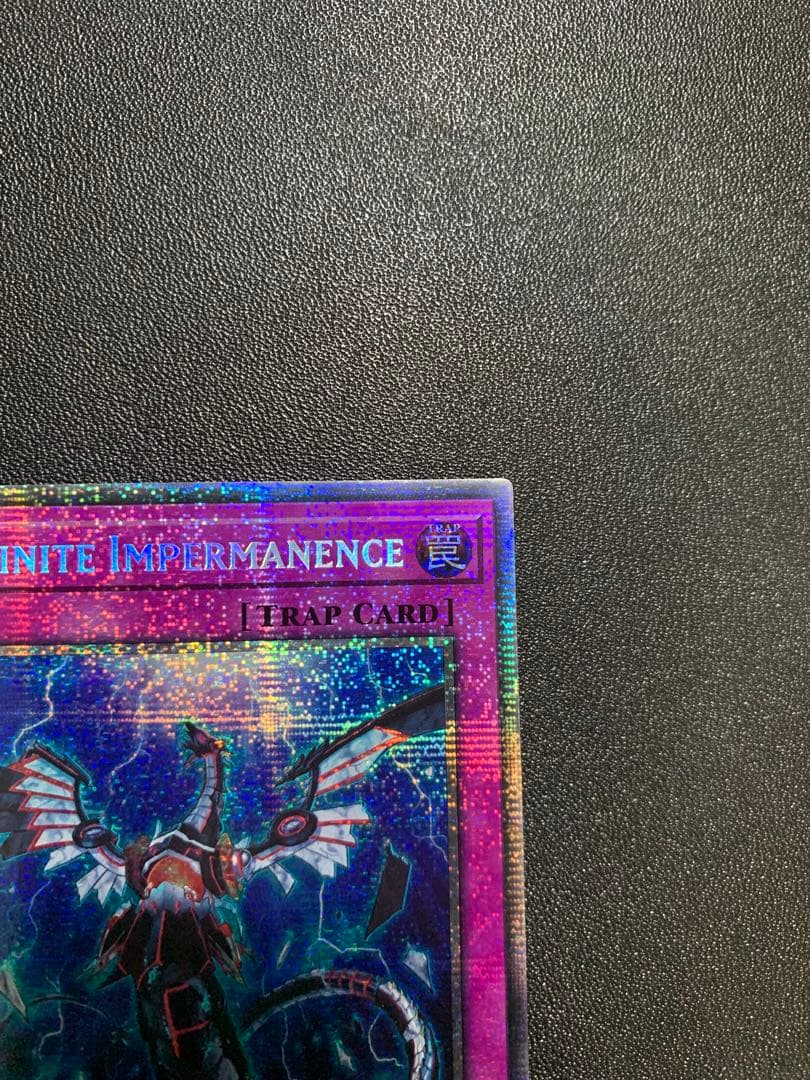 INITE IMPERMANENCE
TRAP
罠
[TRAP CARD]